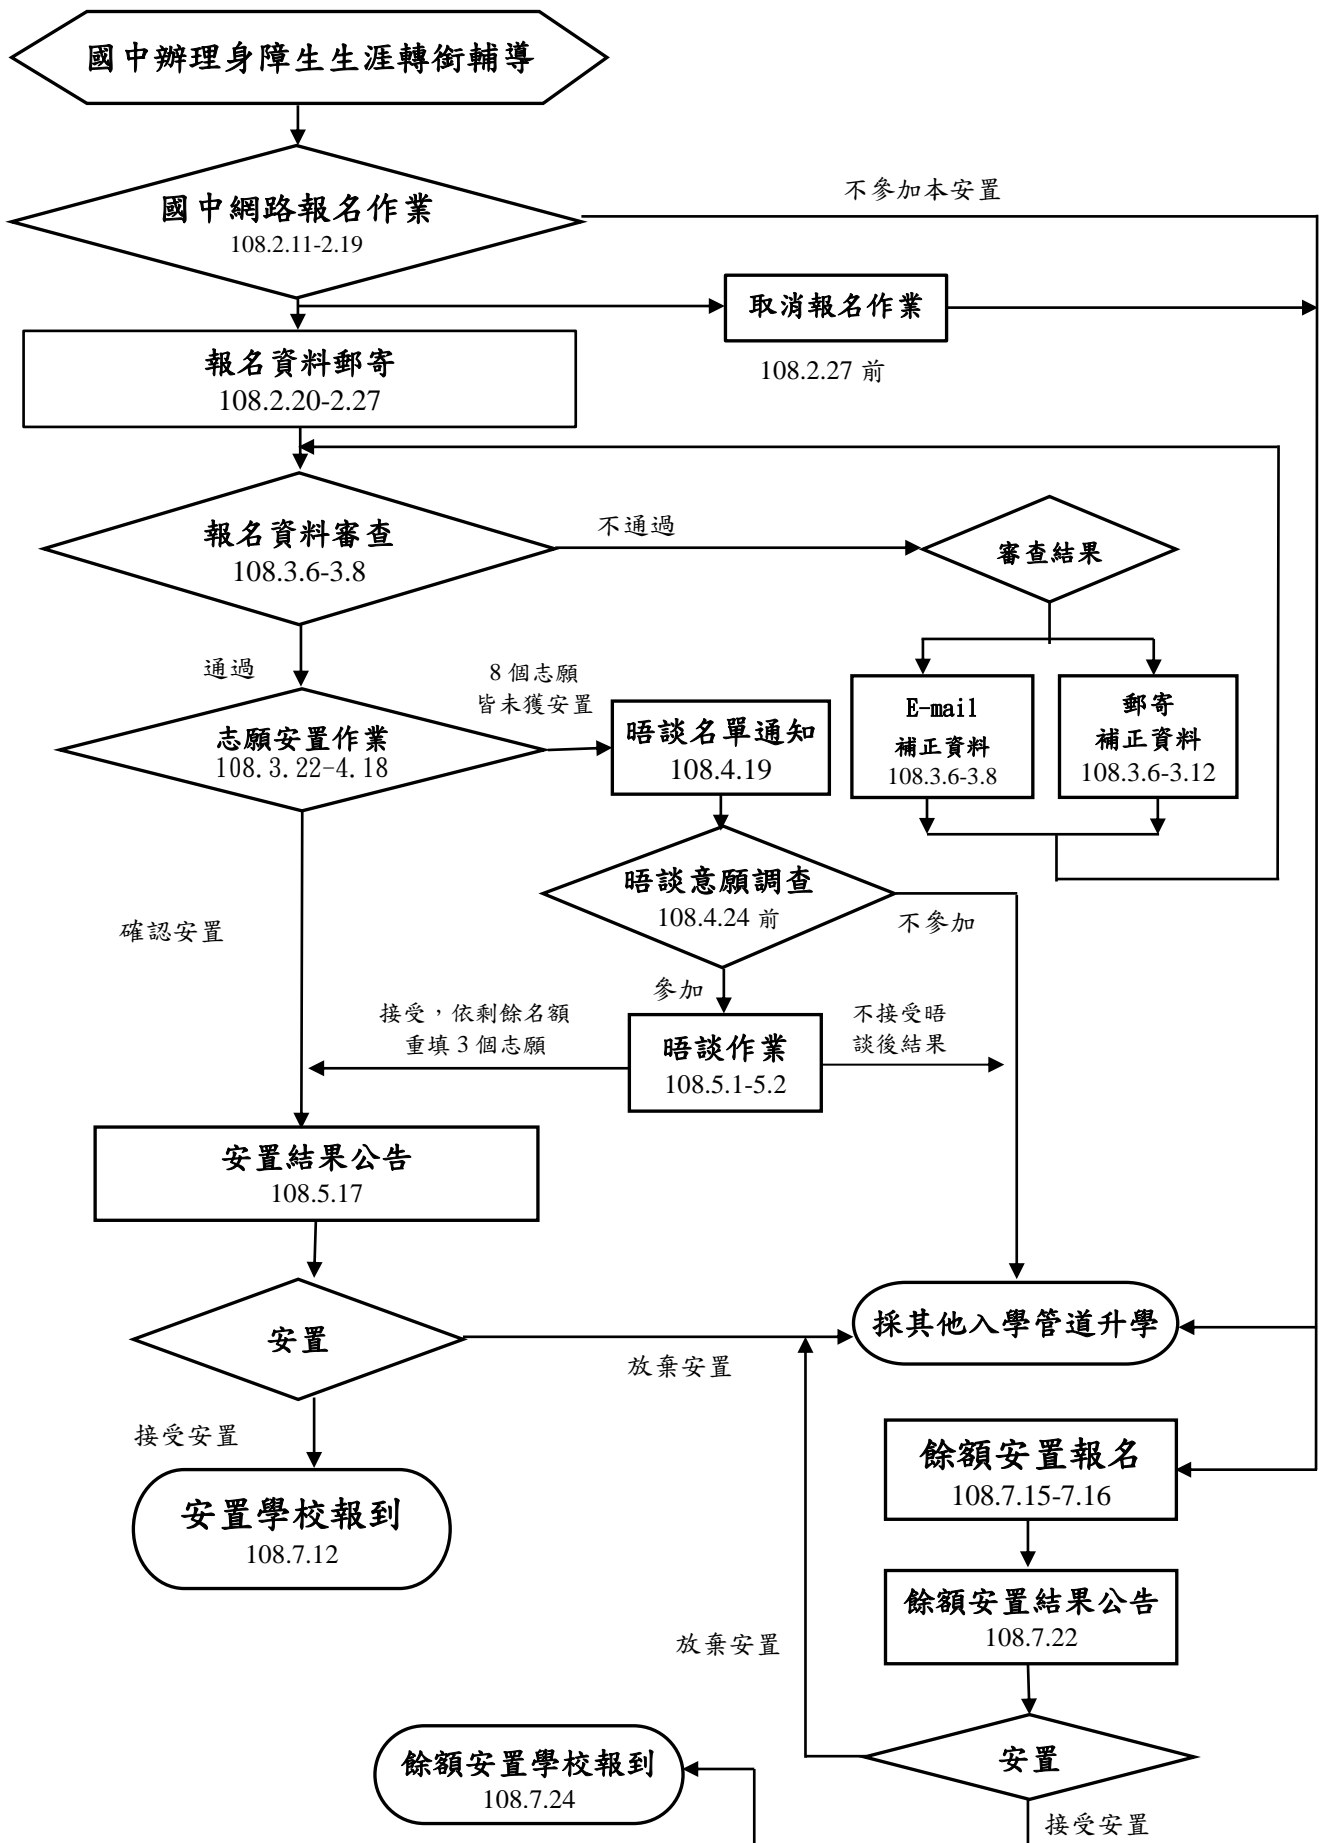 國中辦理身障生生涯轉銜輔導
國中網路報名作業
108.2.11-2.19
不參加本安置
取消報名作業
108.2.27 前
報名資料郵寄
108.2.20-2.27
報名資料審查
108.3.6-3.8
不通過
審查結果
通過
8 個志願
皆未獲安置
志願安置作業
108.3.22-4.18
晤談名單通知
108.4.19
E-mail
補正資料
108.3.6-3.8
郵寄
補正資料
108.3.6-3.12
晤談意願調查
108.4.24 前
不參加
確認安置
參加
接受，依剩餘名額
重填 3 個志願
晤談作業
108.5.1-5.2
不接受晤
談後結果
安置結果公告
108.5.17
安置
放棄安置
採其他入學管道升學
接受安置
安置學校報到
108.7.12
餘額安置報名
108.7.15-7.16
餘額安置結果公告
108.7.22
放棄安置
安置
餘額安置學校報到
108.7.24
接受安置